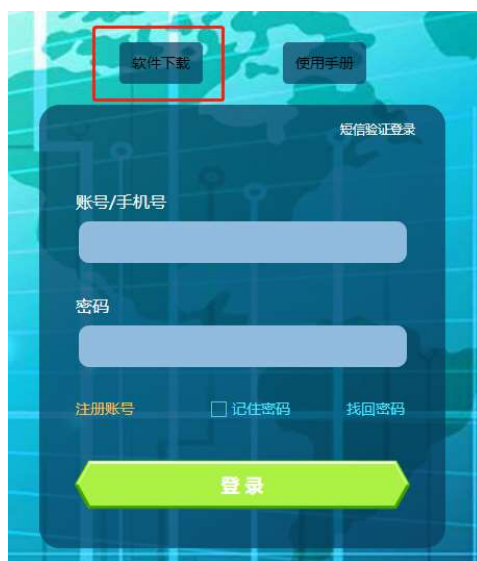 软件下载 使用手册
短信验证登录
账号/手机号
密码
注册账号 记住密码 找回密码
登录